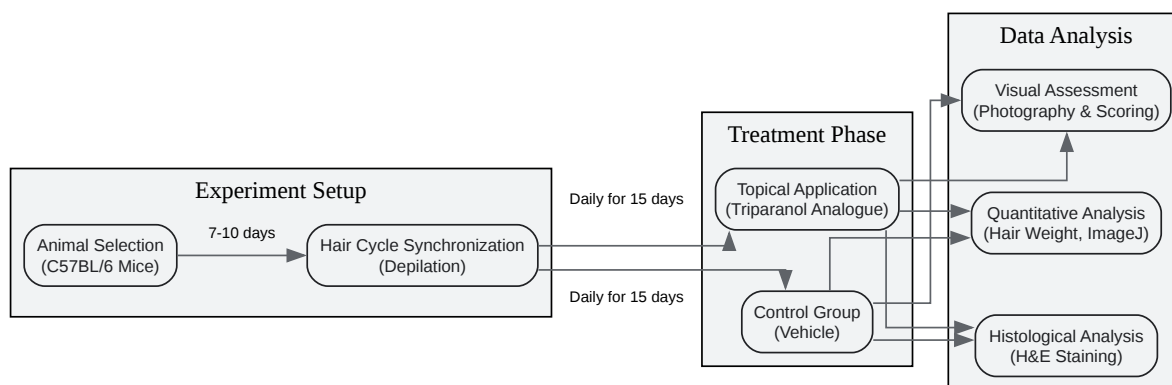 Experiment Setup
Animal Selection
(C57BL/6 Mice)
7-10 days
Hair Cycle Synchronization
(Depilation)
Daily for 15 days
Daily for 15 days
Treatment Phase
Topical Application
(Triparanol Analogue)
Control Group
(Vehicle)
Data Analysis
Visual Assessment
(Photography & Scoring)
Quantitative Analysis
(Hair Weight, ImageJ)
Histological Analysis
(H&E Staining)